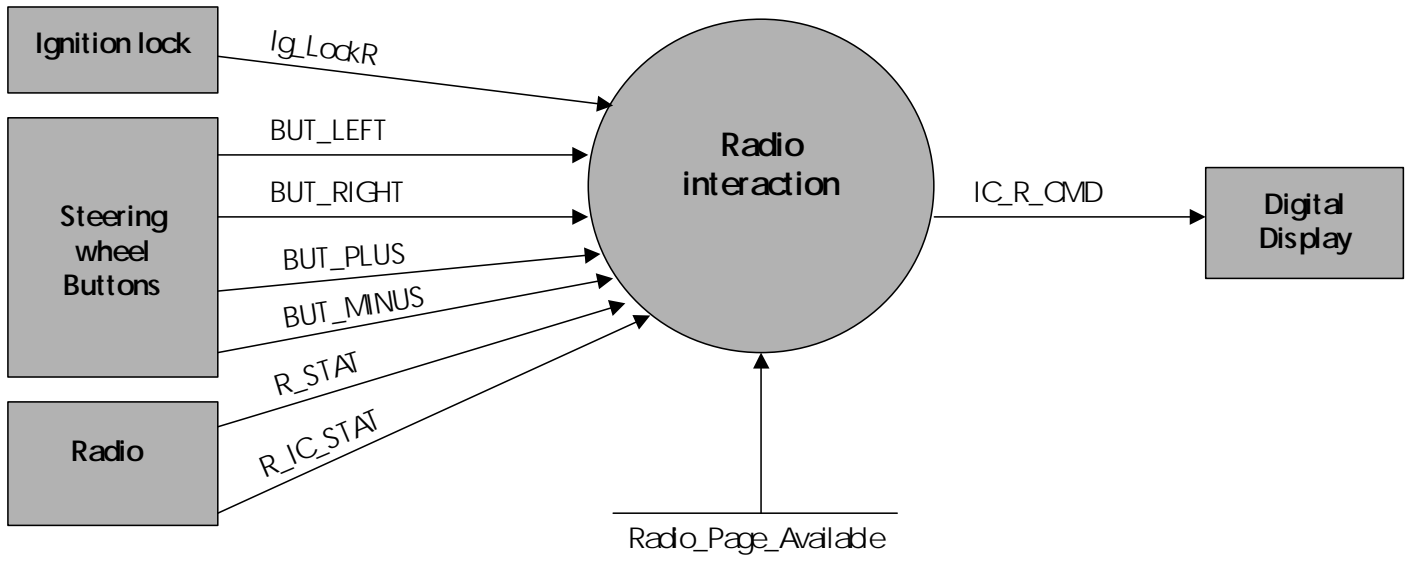 Ignition lock
Ig_LockR
BUT_LEFT
BUT_RIGHT
Steering
wheel
Buttons
BUT_PLUS
BUT_MINUS
R_STAT
Radio
R_IC_STAT
Radio
interaction
IC_R_CMD
Digital
Display
Radio_Page_Available